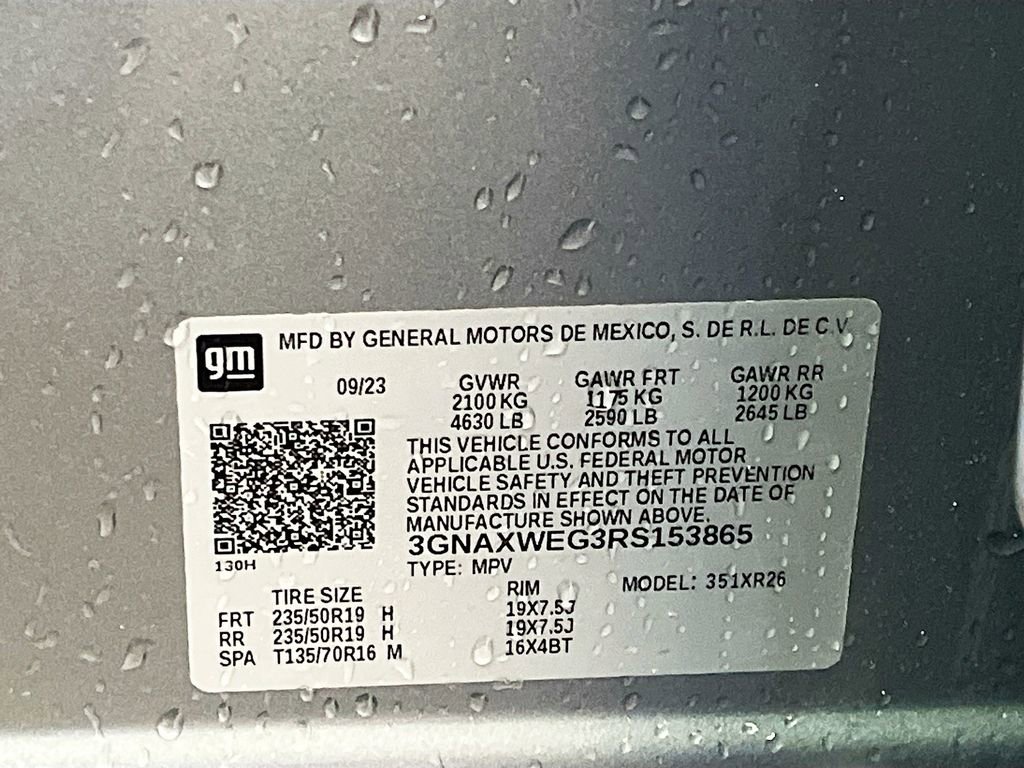 gm
MFD BY GENERAL MOTORS DE MEXICO, S. DE R.L. DE C.V.
09/23
GVWR GAWR FRT GAWR RR
2100 KG 1175 KG 1200 KG
4630 LB 2590 LB 2645 LB
THIS VEHICLE CONFORMS TO ALL
APPLICABLE U.S. FEDERAL MOTOR
VEHICLE SAFETY AND THEFT PREVENTION
STANDARDS IN EFFECT ON THE DATE OF
MANUFACTURE SHOWN ABOVE.
3GNAXWEG3RS153865
130H
TYPE: MPV MODEL: 351XR26
TIRE SIZE RIM
FRT 235/50R19 H 19X7.5J
RR 235/50R19 H 19X7.5J
SPA T135/70R16 M 16X4BT